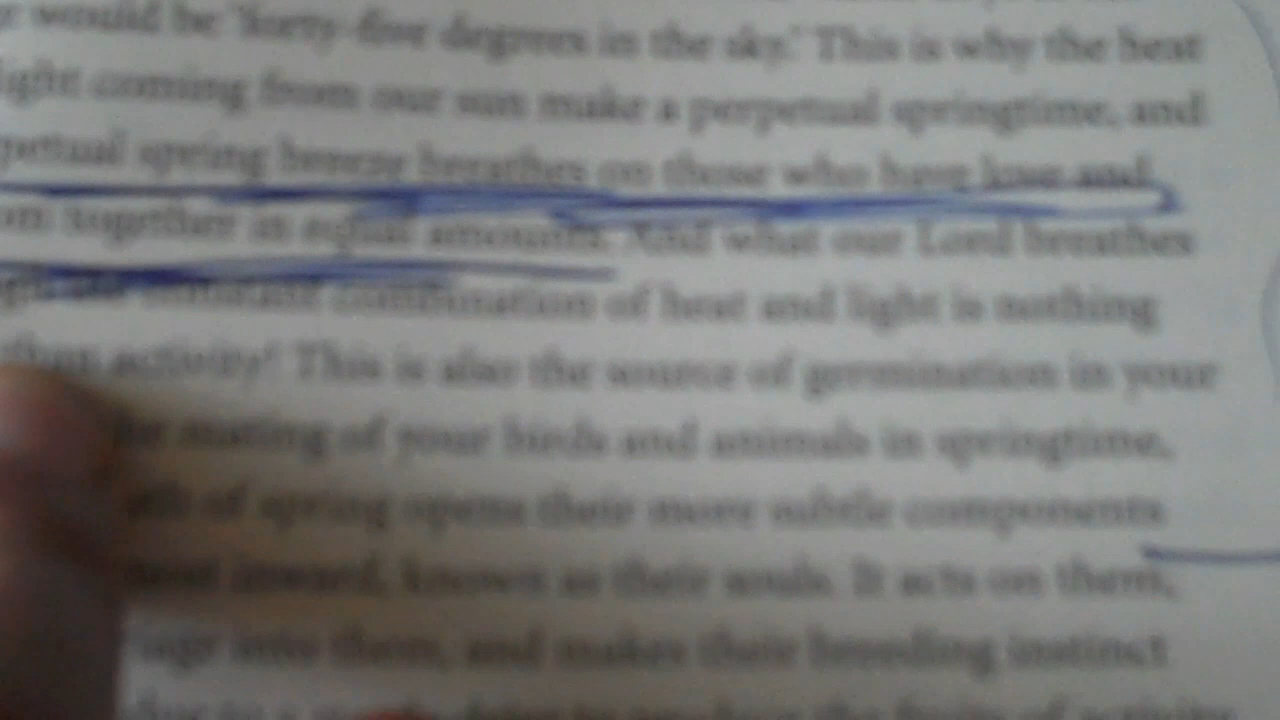 would be 'forty-five degrees in the sky.' This is why the heat
light coming from our sun make a perpetual springtime, and
spring breeze breathes on those who have love and
together in equal amounts. And what our Lord breathes
combination of heat and light is nothing
than activity! This is also the source of germination in your
mating of your birds and animals in springtime,
of spring opens their more subtle components
inward, known as their souls. It acts on them,
into them, and makes their breeding instinct